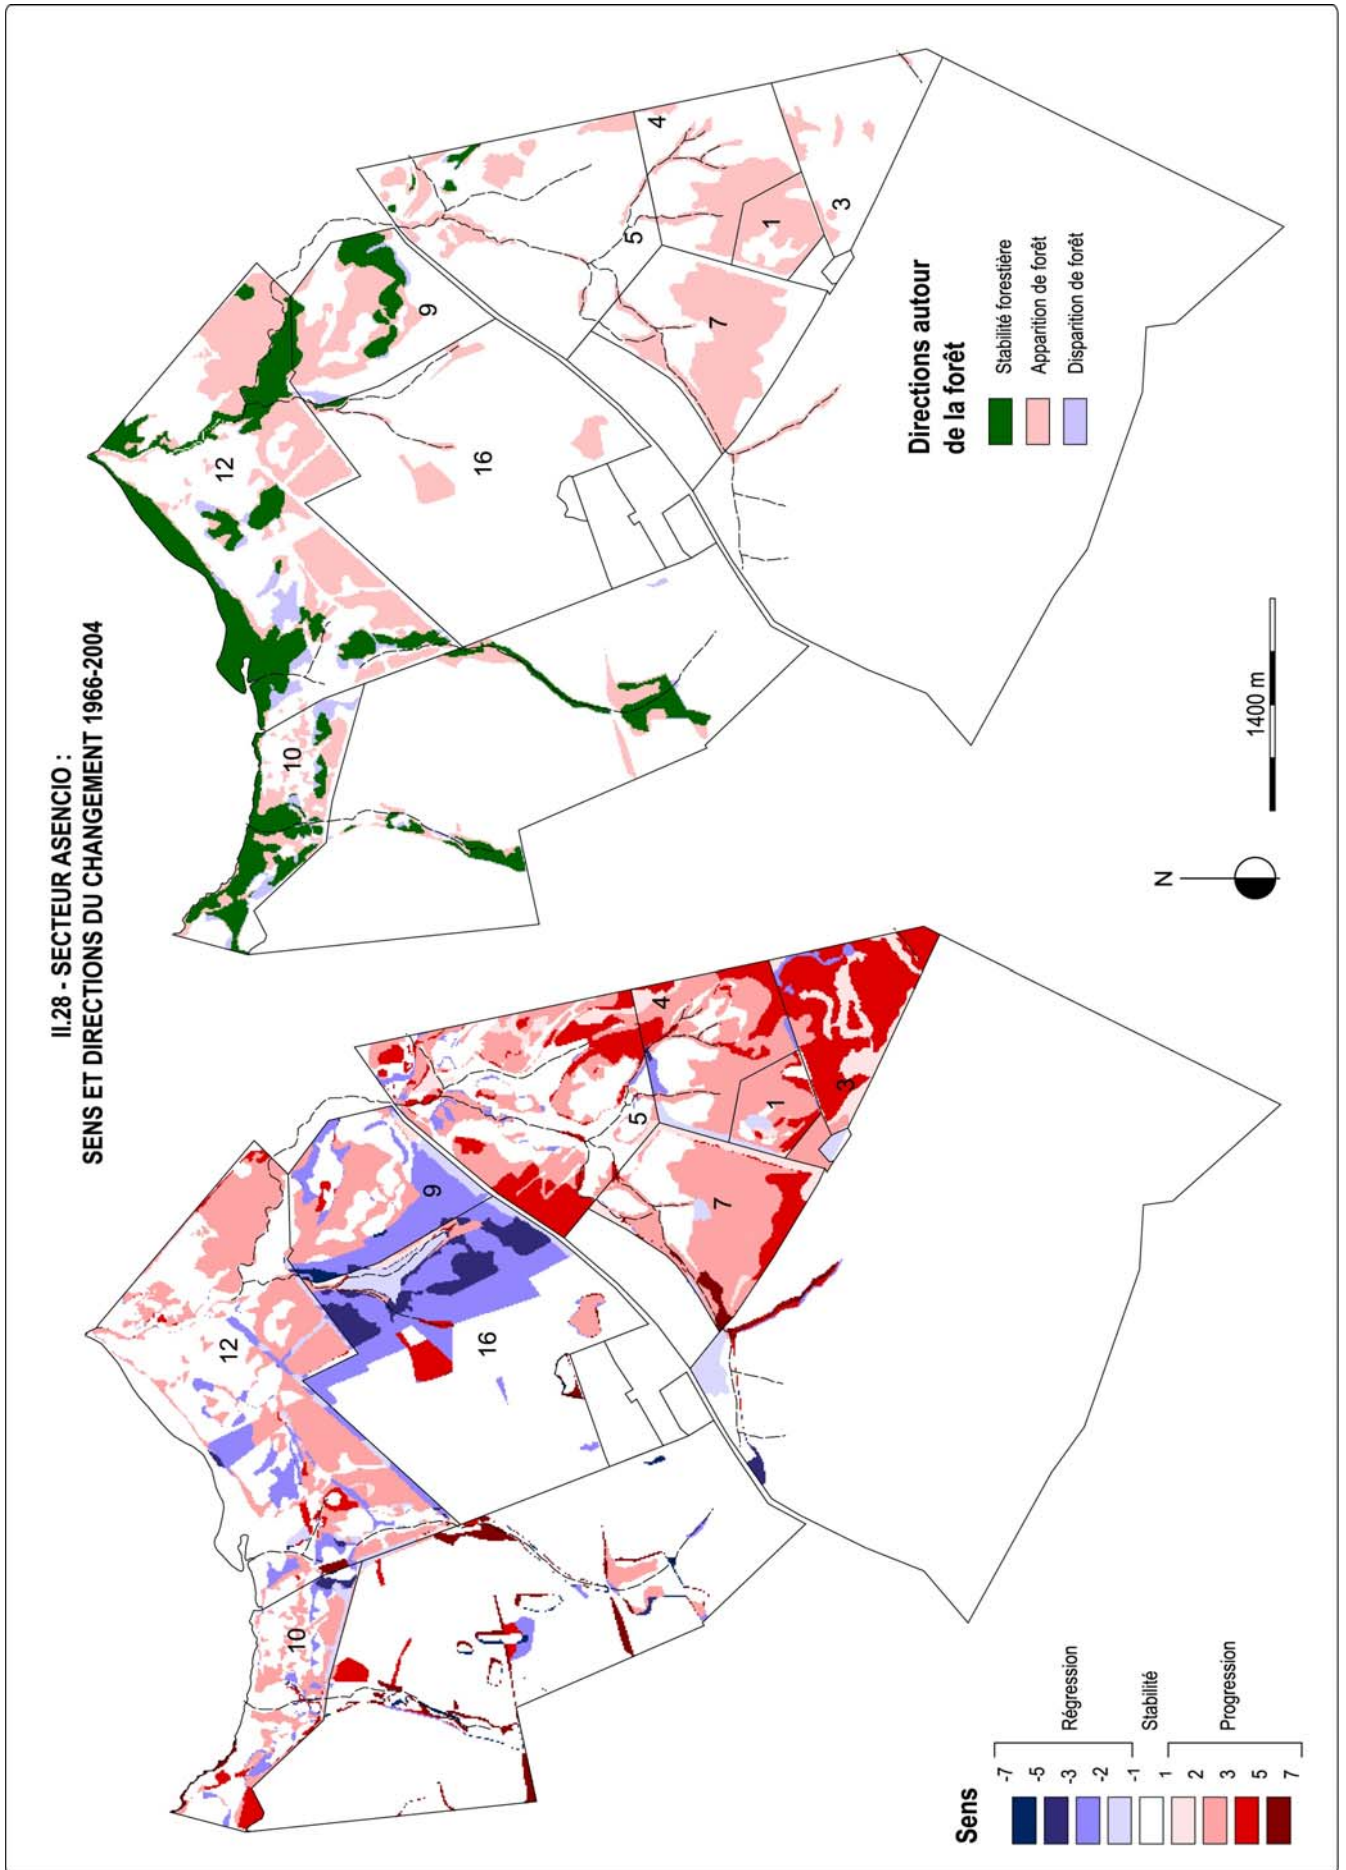 II.28 - SECTEUR ASENCIO :
SENS ET DIRECTIONS DU CHANGEMENT 1966-2004
10
12
9
16
5
4
7
1
3
Sens
-7
-5
-3
-2
-1
1
2
3
5
7
Régression
Stabilité
Progression
10
12
9
16
5
4
7
1
3
Directions autour
de la forêt
Stabilité forestière
Apparition de forêt
Disparition de forêt
N
1400 m